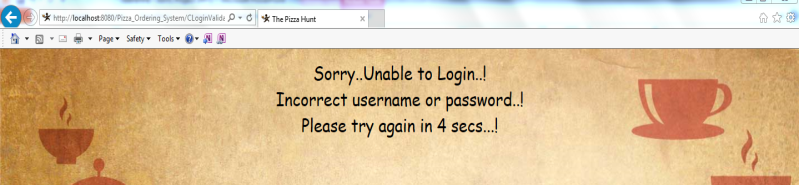 http://localhost:8080/Pizza_Ordering_System/CLoginValida
The Pizza Hunt
Page Safety Tools
Sorry..Unable to Login..!
Incorrect username or password..!
Please try again in 4 secs...!